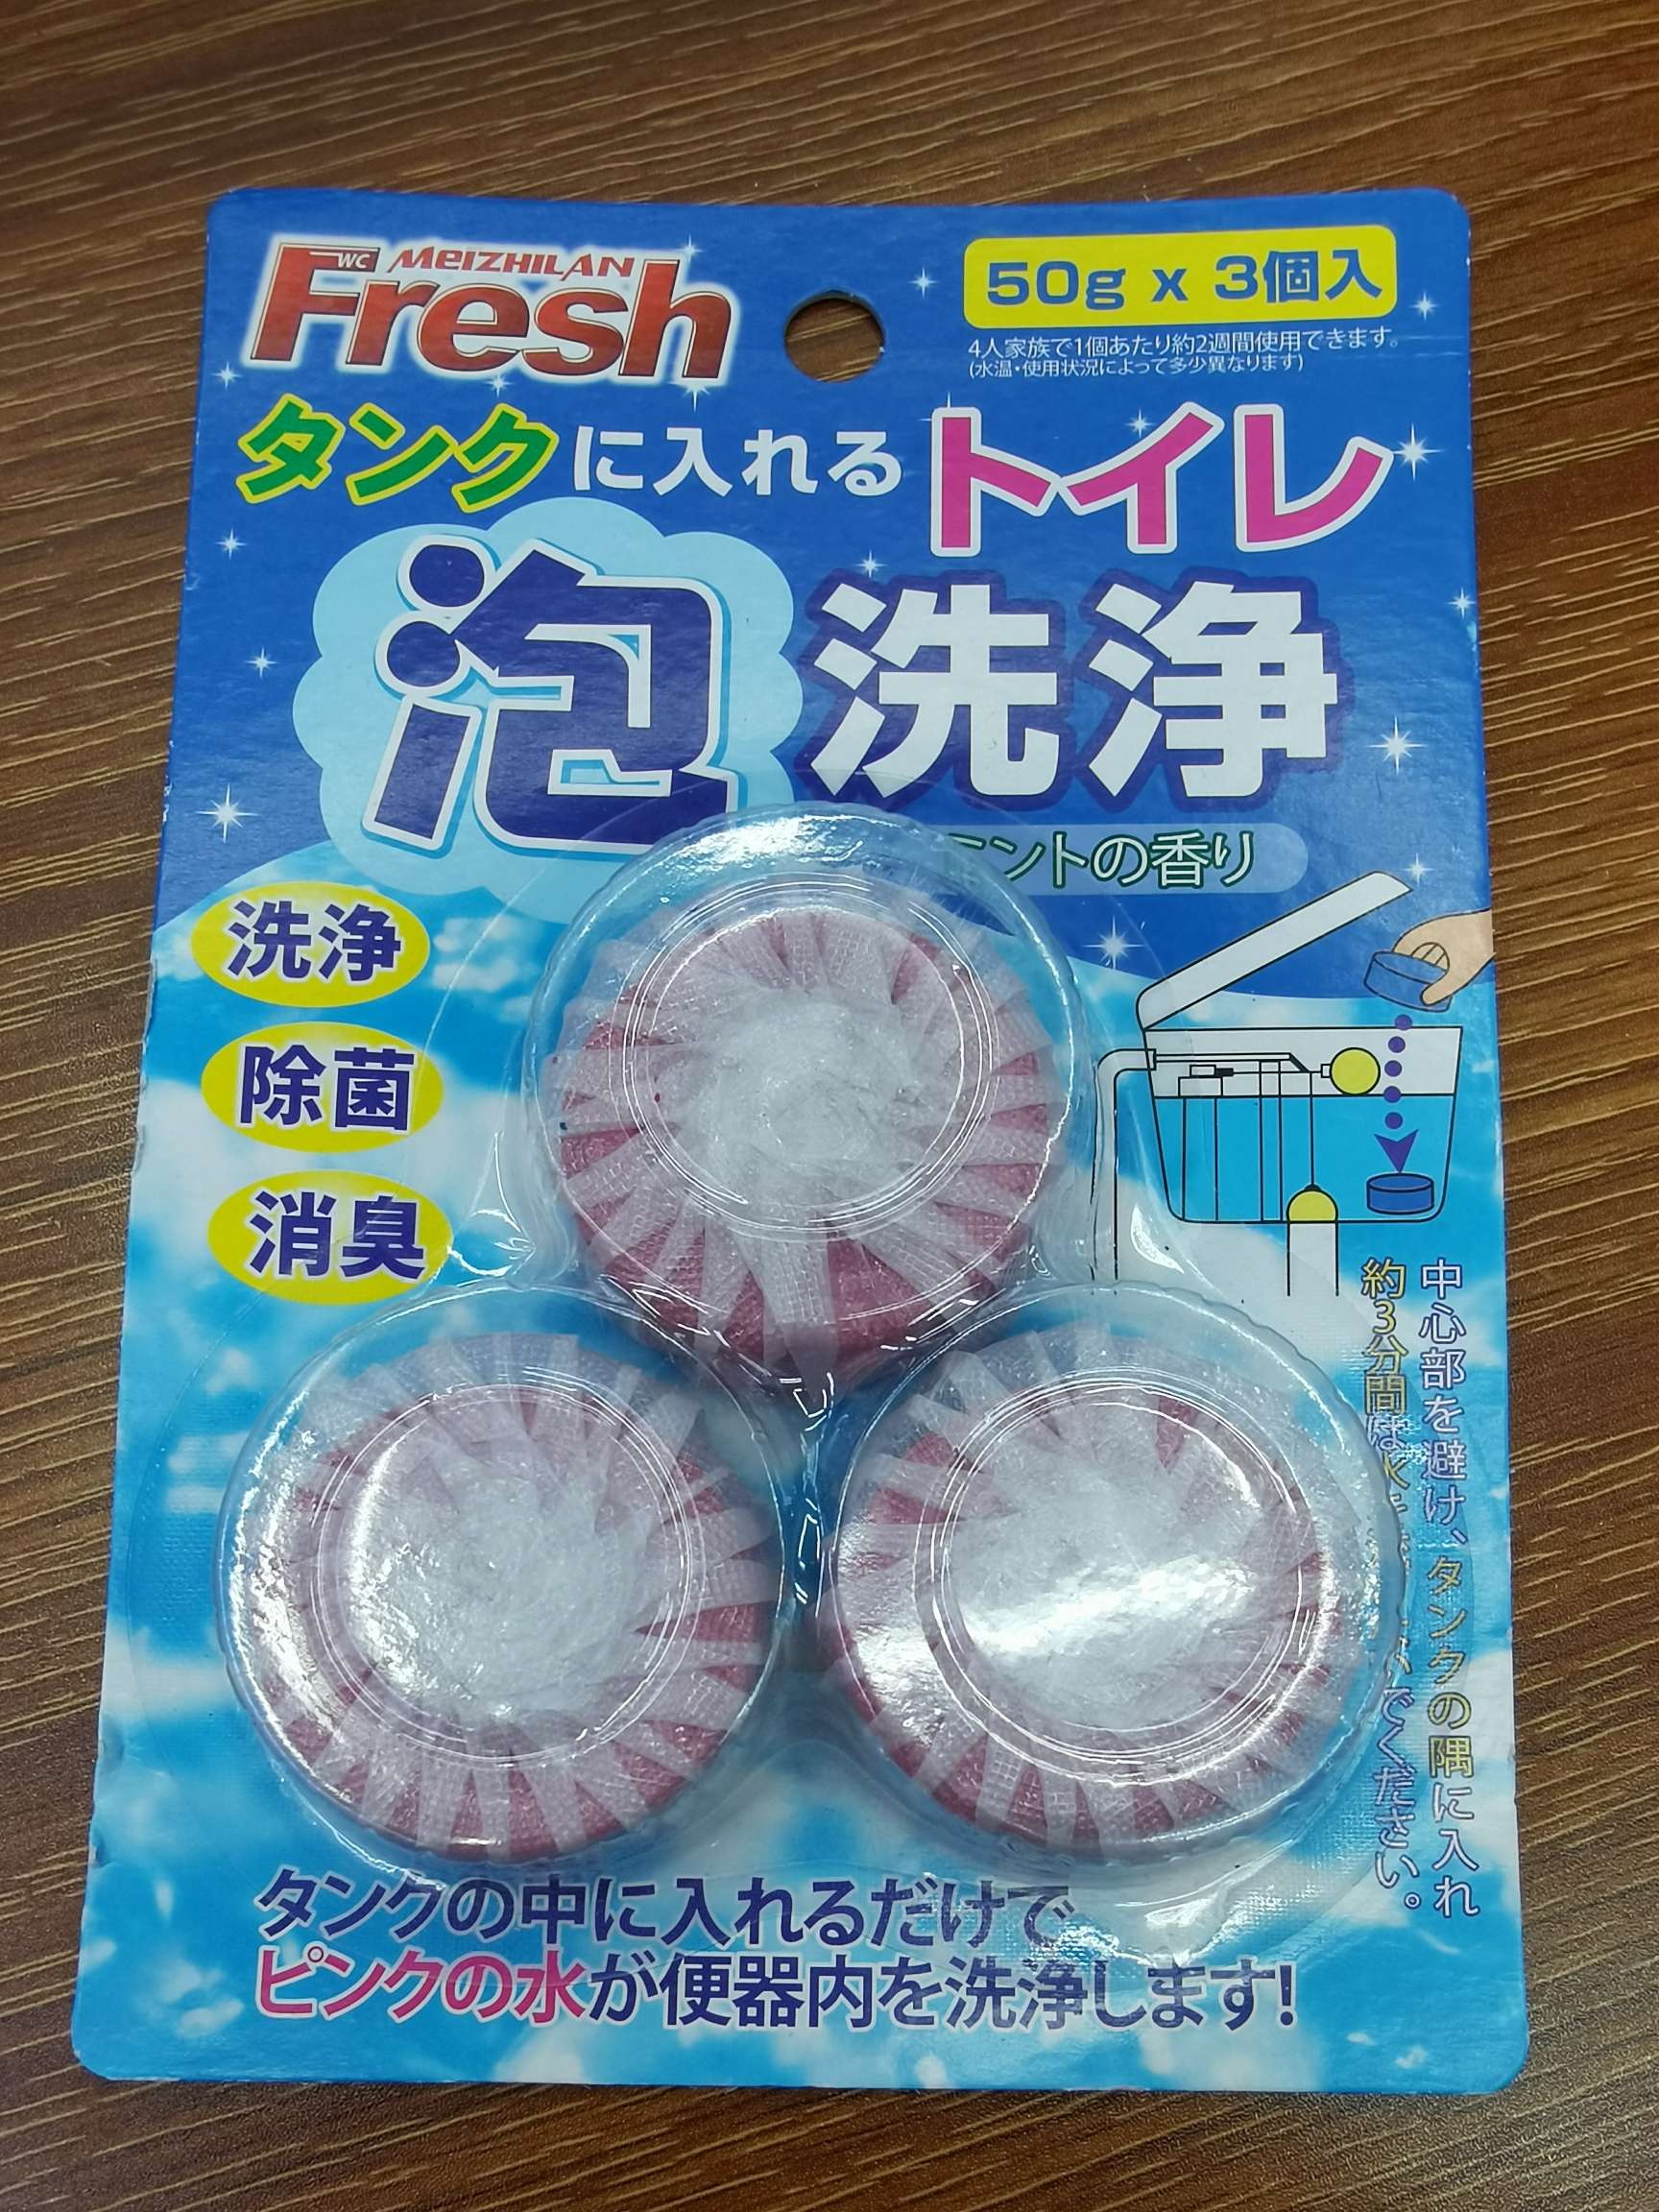 WC MEIZHILAN
Fresh
50g x 3個入
4人家族で1個あたり約2週間使用できます。
(水温・使用状況によって多少異なります)
タンクに入れるトイレ
泡洗浄
ントの香り
洗浄
除菌
消臭
中心部を避け、タンクの隅に入れ
約3分間は水を
でください。
タンクの中に入れるだけで
ピンクの水が便器内を洗浄します!